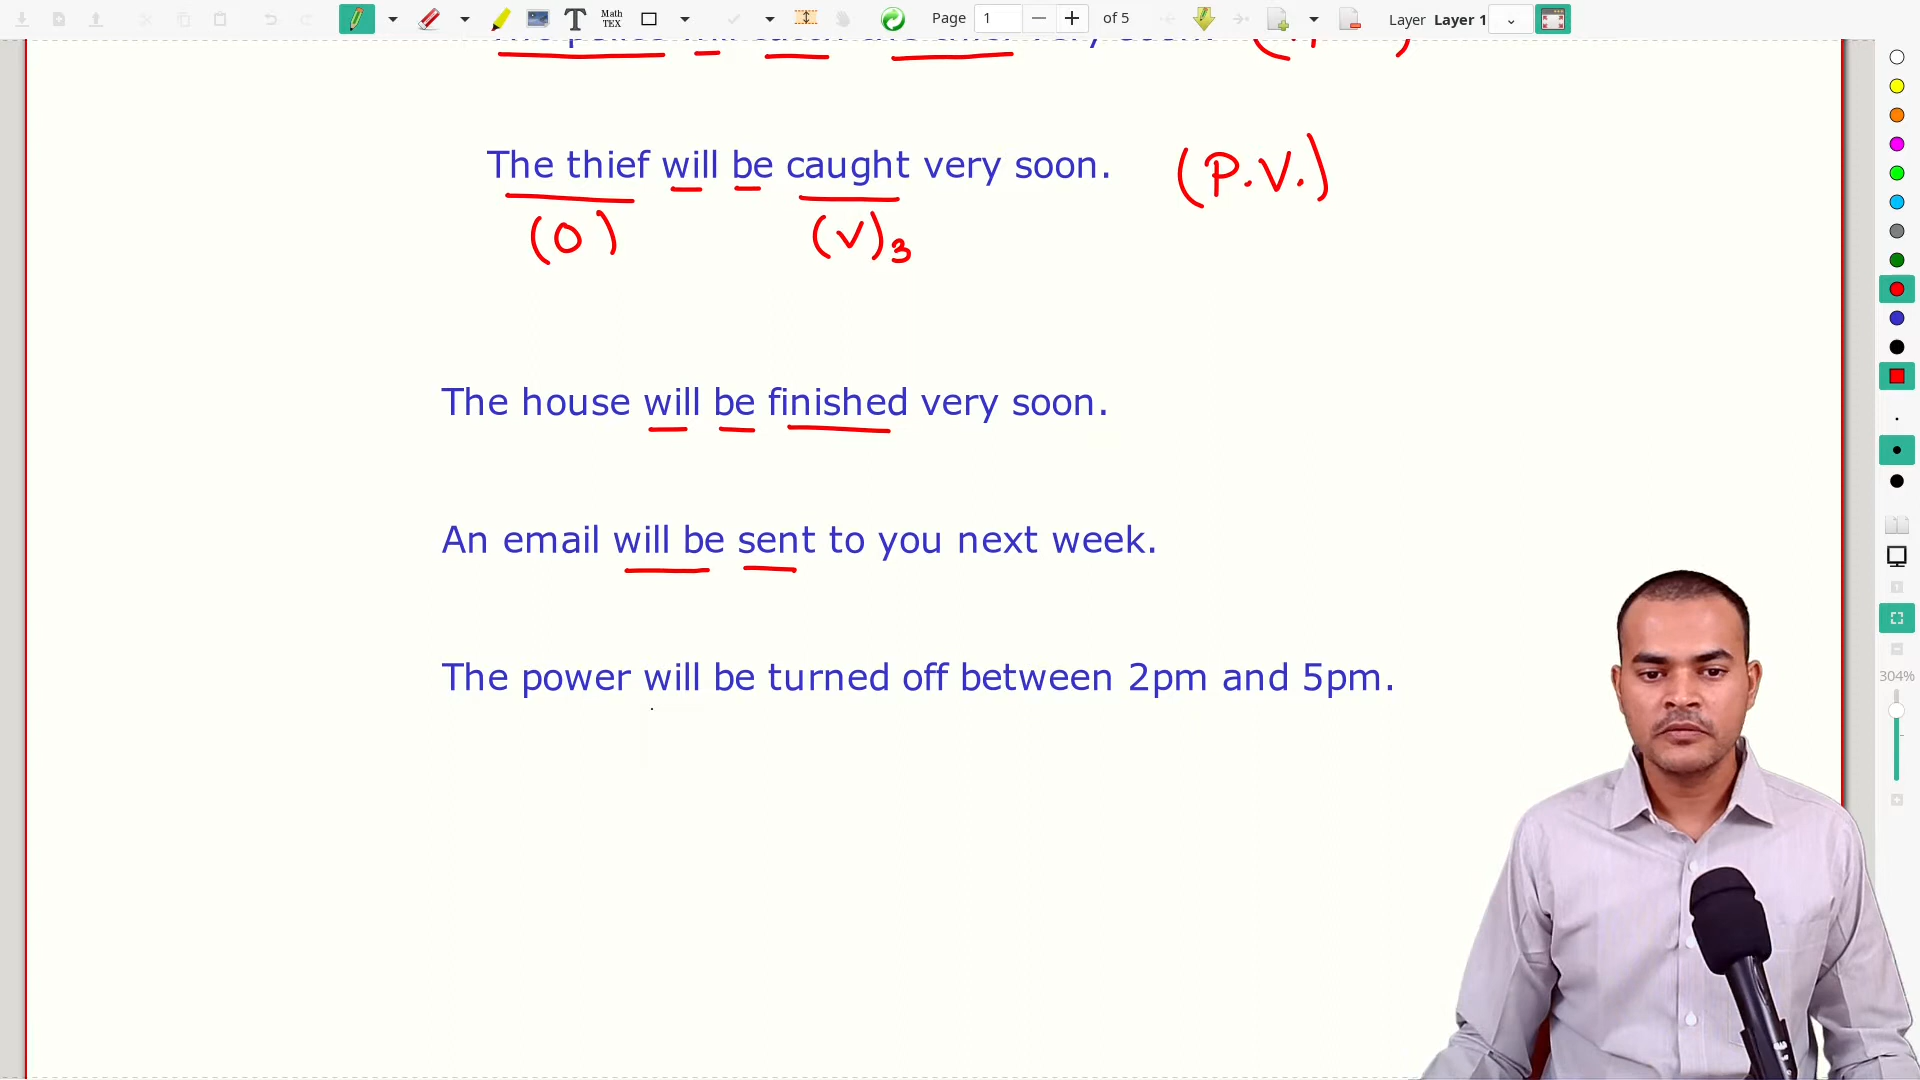 Math
TEX
Page 1 of 5
Layer Layer 1
The thief will be caught very soon. (P.V.)
(O) (V)3
The house will be finished very soon.
An email will be sent to you next week.
The power will be turned off between 2pm and 5pm.
304%